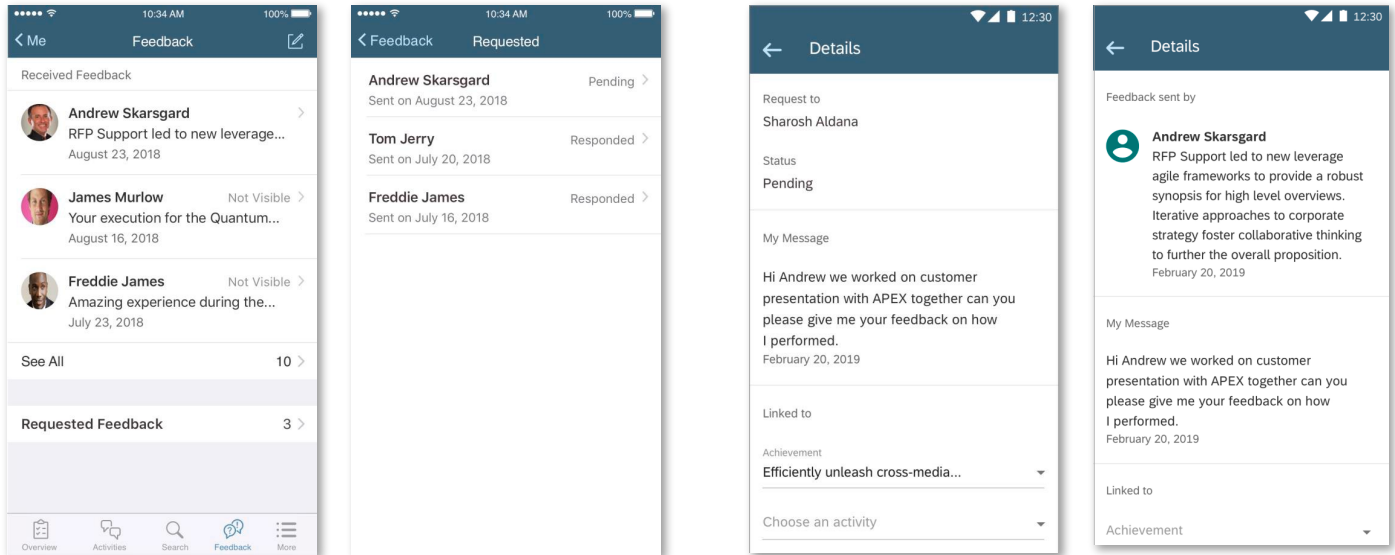 10:34 AM 100%
Me Feedback
Received Feedback
Andrew Skarsgard
RFP Support led to new leverage...
August 23, 2018
James Murlow Not Visible
Your execution for the Quantum...
August 16, 2018
Freddie James Not Visible
Amazing experience during the...
July 23, 2018
See All 10
Requested Feedback 3
Overview Activities Search Feedback More
10:34 AM 100%
Feedback Requested
Andrew Skarsgard Pending
Sent on August 23, 2018
Tom Jerry Responded
Sent on July 20, 2018
Freddie James Responded
Sent on July 16, 2018
12:30
Details
Request to
Sharosh Aldana
Status
Pending
My Message
Hi Andrew we worked on customer
presentation with APEX together can you
please give me your feedback on how
I performed.
February 20, 2019
Linked to
Achievement
Efficiently unleash cross-media...
Choose an activity
12:30
Details
Feedback sent by
Andrew Skarsgard
RFP Support led to new leverage
agile frameworks to provide a robust
synopsis for high level overviews.
Iterative approaches to corporate
strategy foster collaborative thinking
to further the overall proposition.
February 20, 2019
My Message
Hi Andrew we worked on customer
presentation with APEX together can you
please give me your feedback on how
I performed.
February 20, 2019
Linked to
Achievement